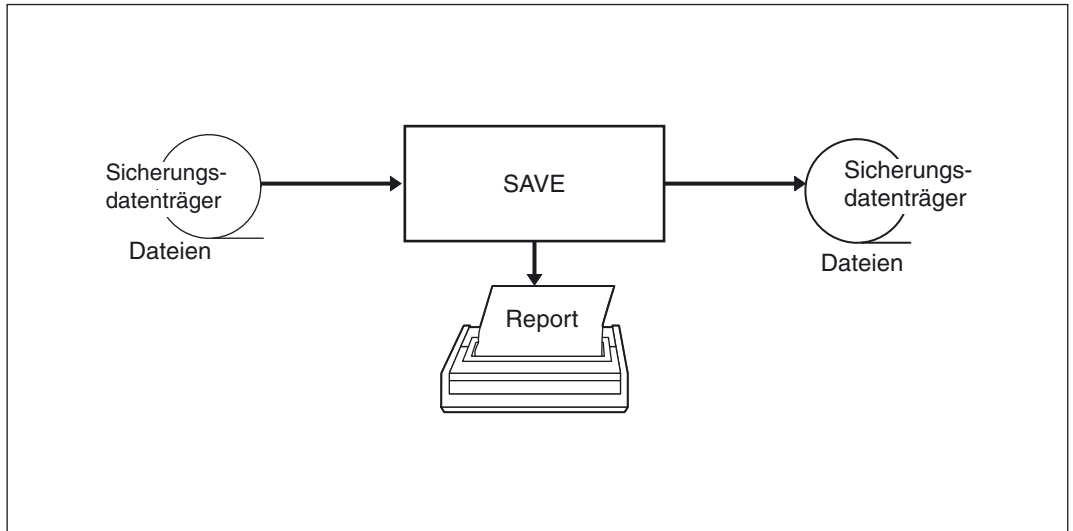 Sicherungs-
datenträger
Dateien
SAVE
Report
Sicherungs-
datenträger
Dateien